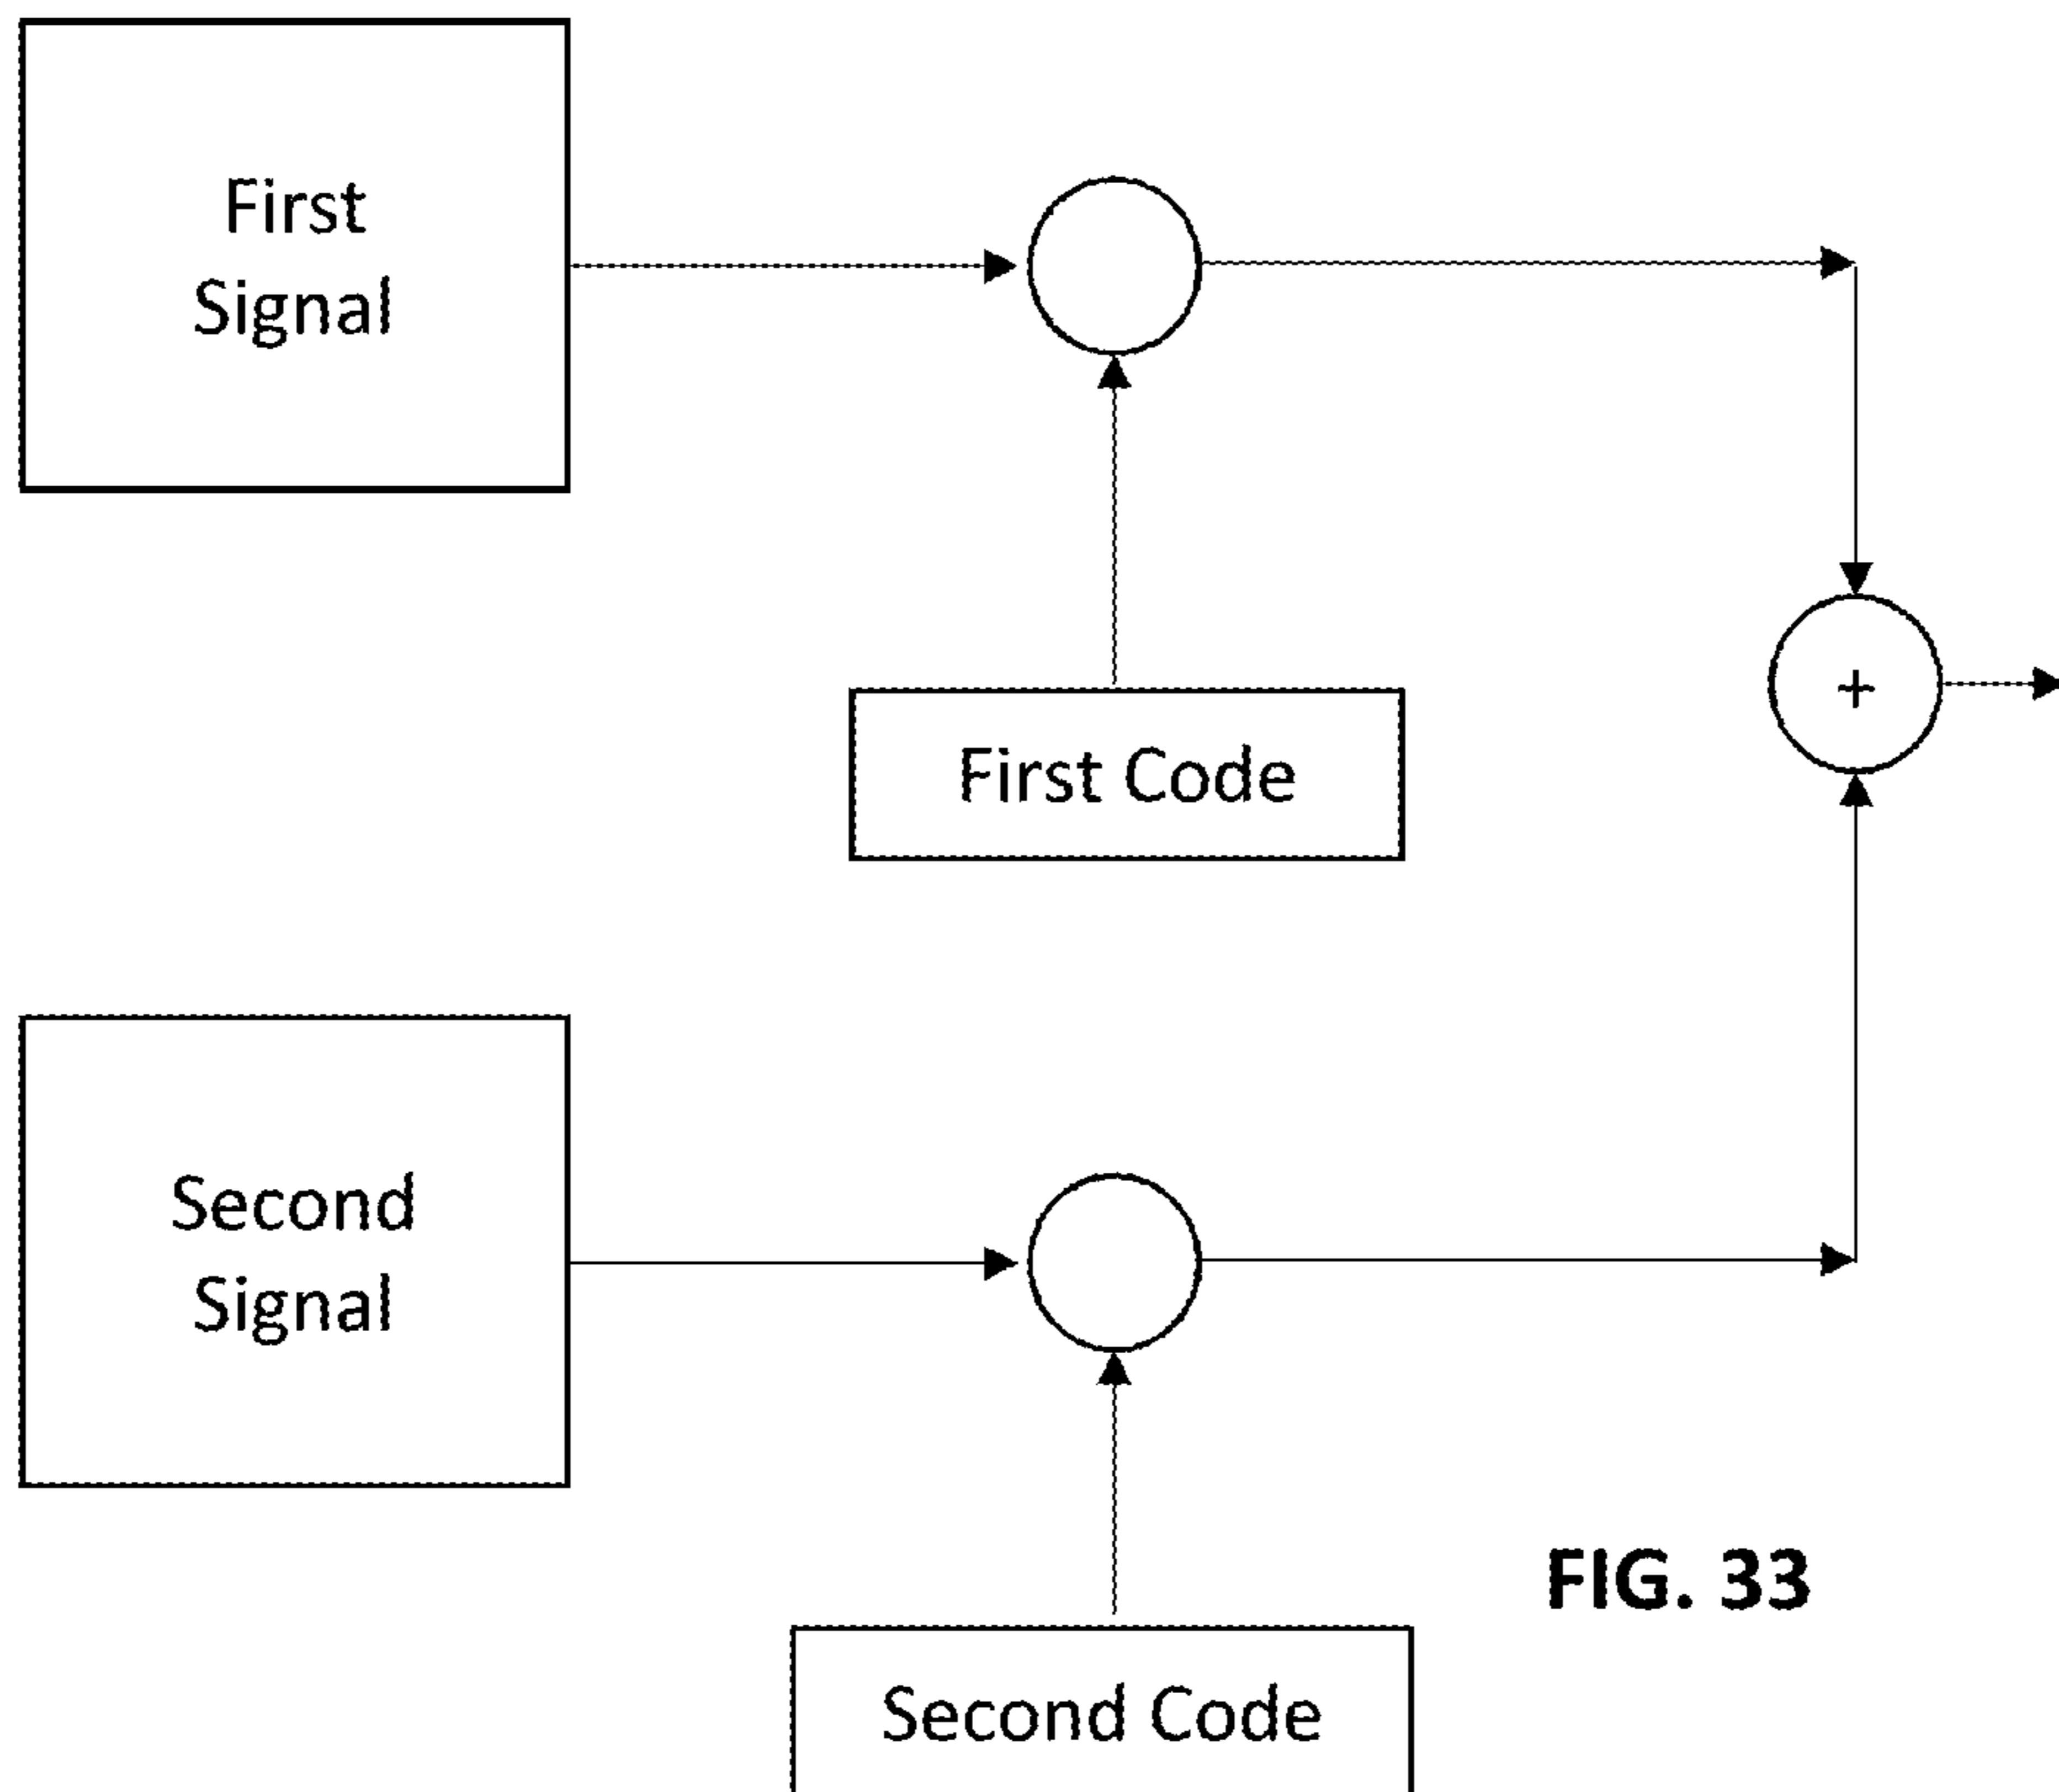 First
Signal
+
First Code
Second
Signal
FIG. 33
Second Code